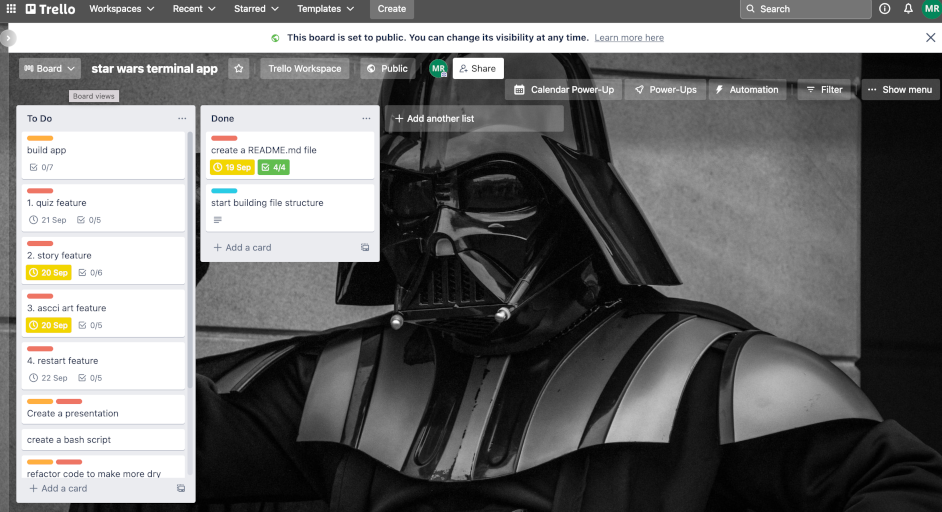 Trello Workspaces Recent Starred Templates Create Search MR
This board is set to public. You can change its visibility at any time. Learn more here
Board star wars terminal app Trello Workspace Public MR Share
Calendar Power-Up Power-Ups Automation Filter ··· Show menu
Board views
To Do ···
build app
0/7
1. quiz feature
21 Sep 0/5
2. story feature
20 Sep 0/6
3. ascci art feature
20 Sep 0/5
4. restart feature
22 Sep 0/5
Create a presentation
create a bash script
refactor code to make more dry
+ Add a card
Done ···
create a README.md file
19 Sep 4/4
start building file structure
+ Add a card
+ Add another list